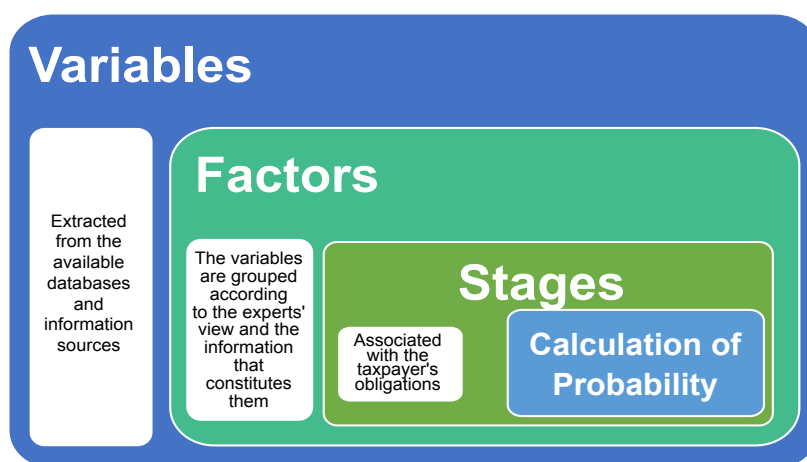 Variables
Extracted
from the
available
databases
and
information
sources
Factors
The variables
are grouped
according
to the experts'
view and the
information
that
constitutes
them
Stages
Associated
with the
taxpayer's
obligations
Calculation of
Probability